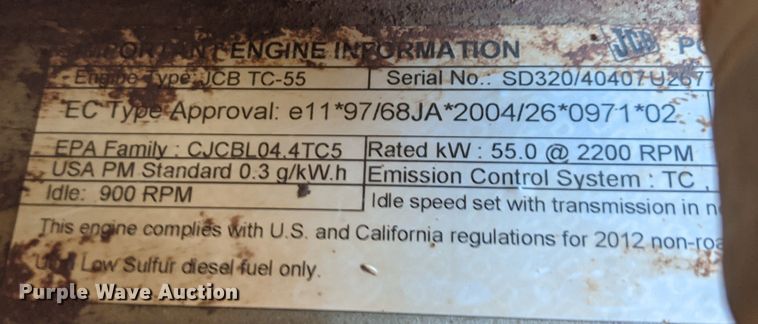 IMPORTANT ENGINE INFORMATION JCB
Engine Type JCB TC-55 Serial No.: SD320/40407U2677
EC Type Approval: e11*97/68JA*2004/26*0971*02
EPA Family : CJCBL04.4TC5 Rated kW : 55.0 @ 2200 RPM
USA PM Standard 0.3 g/kW.h Emission Control System : TC ,
Idle: 900 RPM Idle speed set with transmission in
This engine complies with U.S. and California regulations for 2012
Low Sulfur diesel fuel only.
Purple Wave Auction